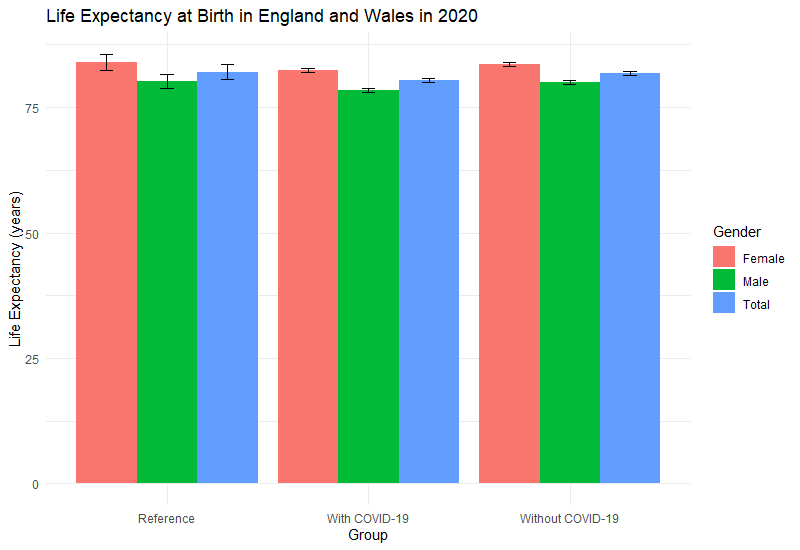 Life Expectancy at Birth in England and Wales in 2020
Life Expectancy (years)
75
50
25
0
Reference
With COVID-19
Without COVID-19
Group
Gender
Female
Male
Total